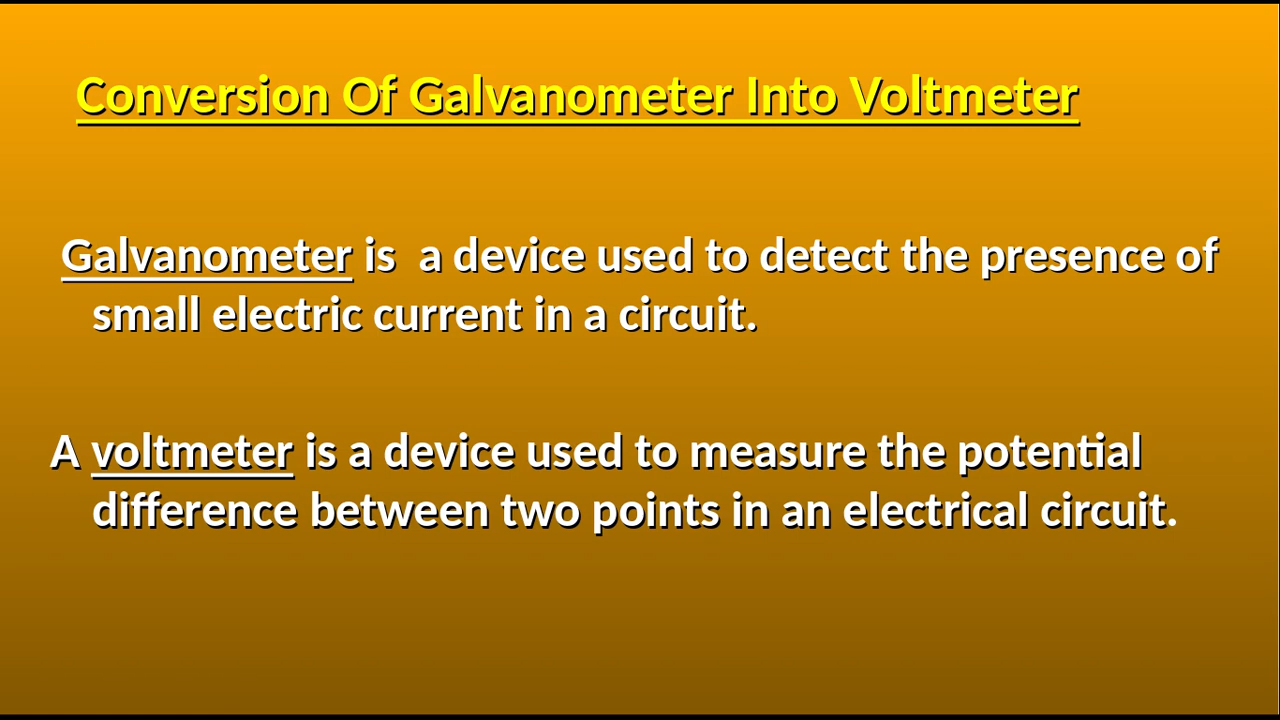 Conversion Of Galvanometer Into Voltmeter
Galvanometer is  a device used to detect the presence of
small electric current in a circuit.
A voltmeter is a device used to measure the potential
difference between two points in an electrical circuit.